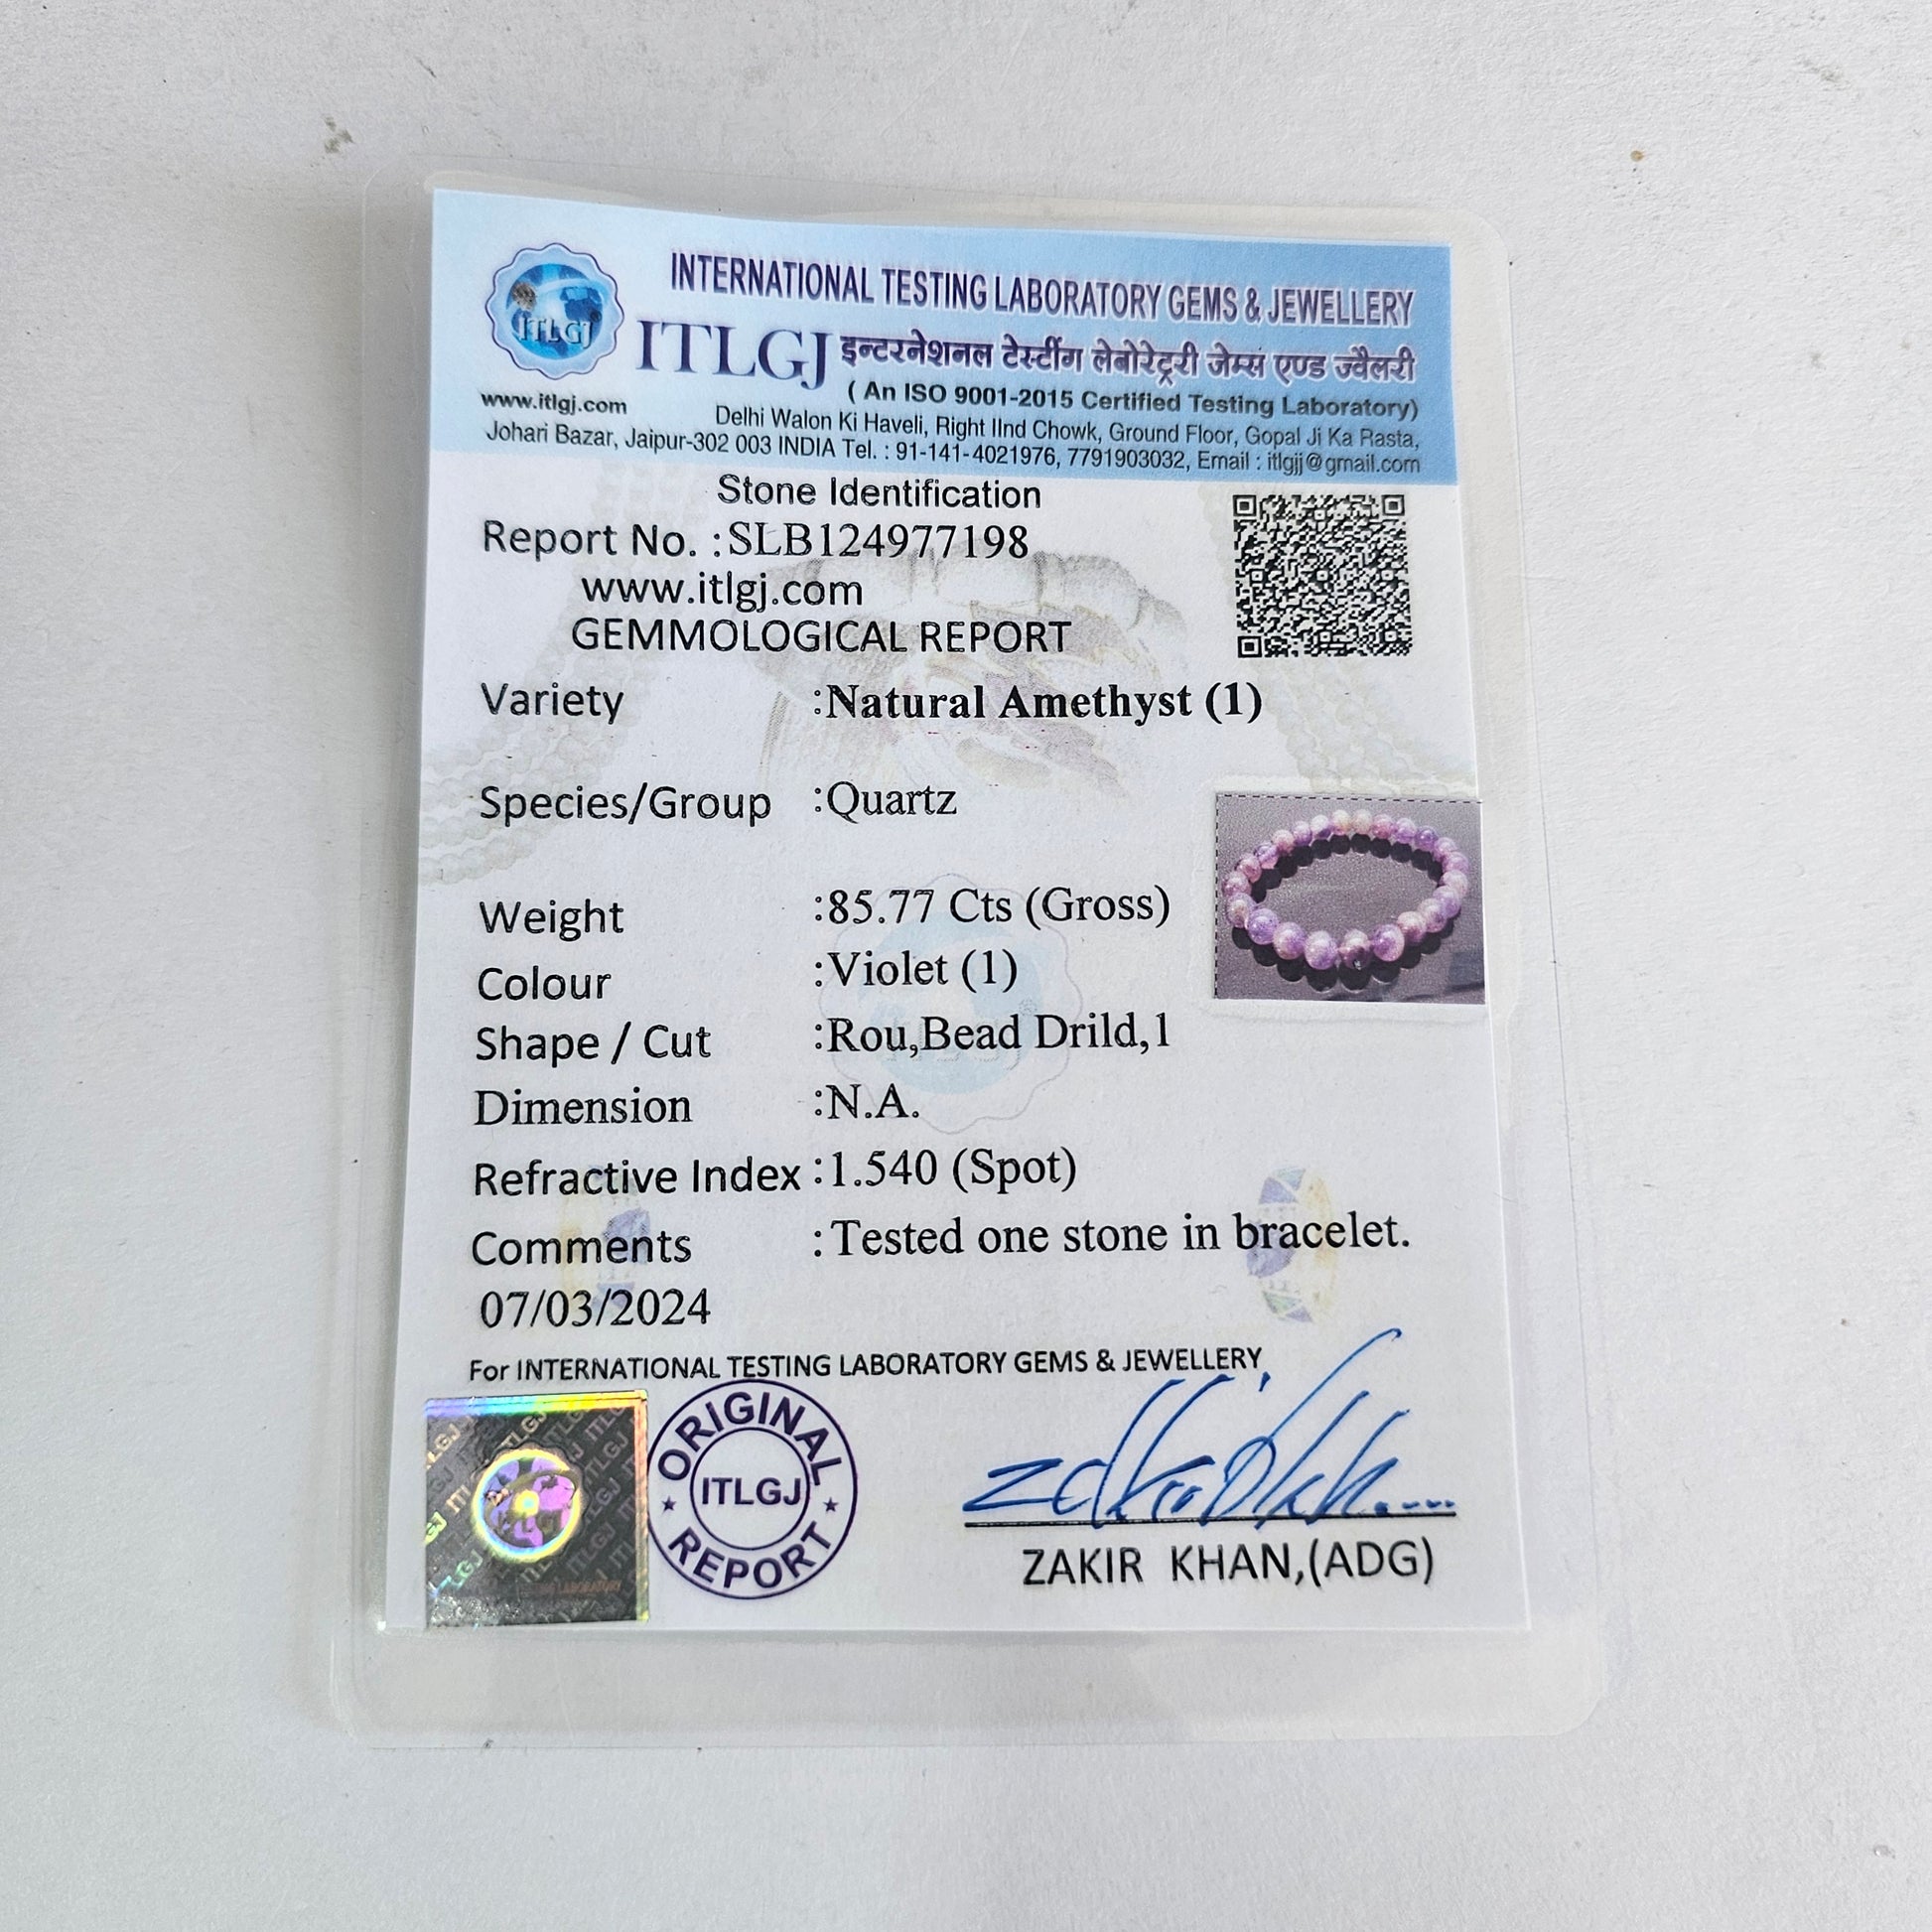 INTERNATIONAL TESTING LABORATORY GEMS & JEWELLERY
ITLGJ
ITLGJ इन्टरनेशनल टेस्टींग लेबोरेट्ररी जेम्स एण्ड ज्वैलरी
( An ISO 9001-2015 Certified Testing Laboratory)
www.itlgj.com
Delhi Walon Ki Haveli, Right IInd Chowk, Ground Floor, Gopal Ji Ka Rasta,
Johari Bazar, Jaipur-302 003 INDIA Tel. : 91-141-4021976, 7791903032, Email : itlgjj@gmail.com
Stone Identification
Report No. :SLB124977198
www.itlgj.com
GEMMOLOGICAL REPORT
Variety :Natural Amethyst (1)
Species/Group :Quartz
Weight :85.77 Cts (Gross)
Colour :Violet (1)
Shape / Cut :Rou,Bead Drild,1
Dimension :N.A.
Refractive Index :1.540 (Spot)
Comments :Tested one stone in bracelet.
07/03/2024
For INTERNATIONAL TESTING LABORATORY GEMS & JEWELLERY
ORIGINAL
ITLGJ
REPORT
ZAKIR KHAN,(ADG)